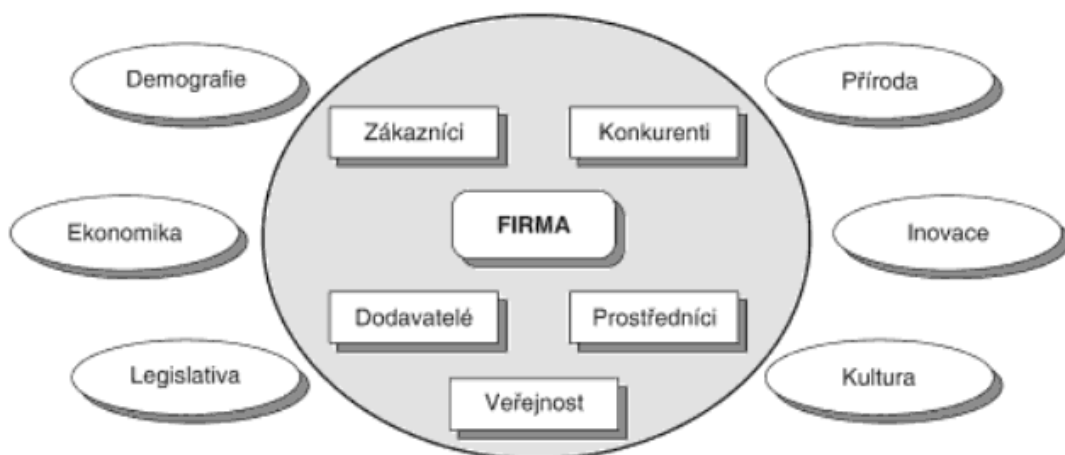 Demografie
Příroda
Zákazníci
Konkurenti
Ekonomika
FIRMA
Inovace
Dodavatelé
Prostředníci
Legislativa
Kultura
Veřejnost